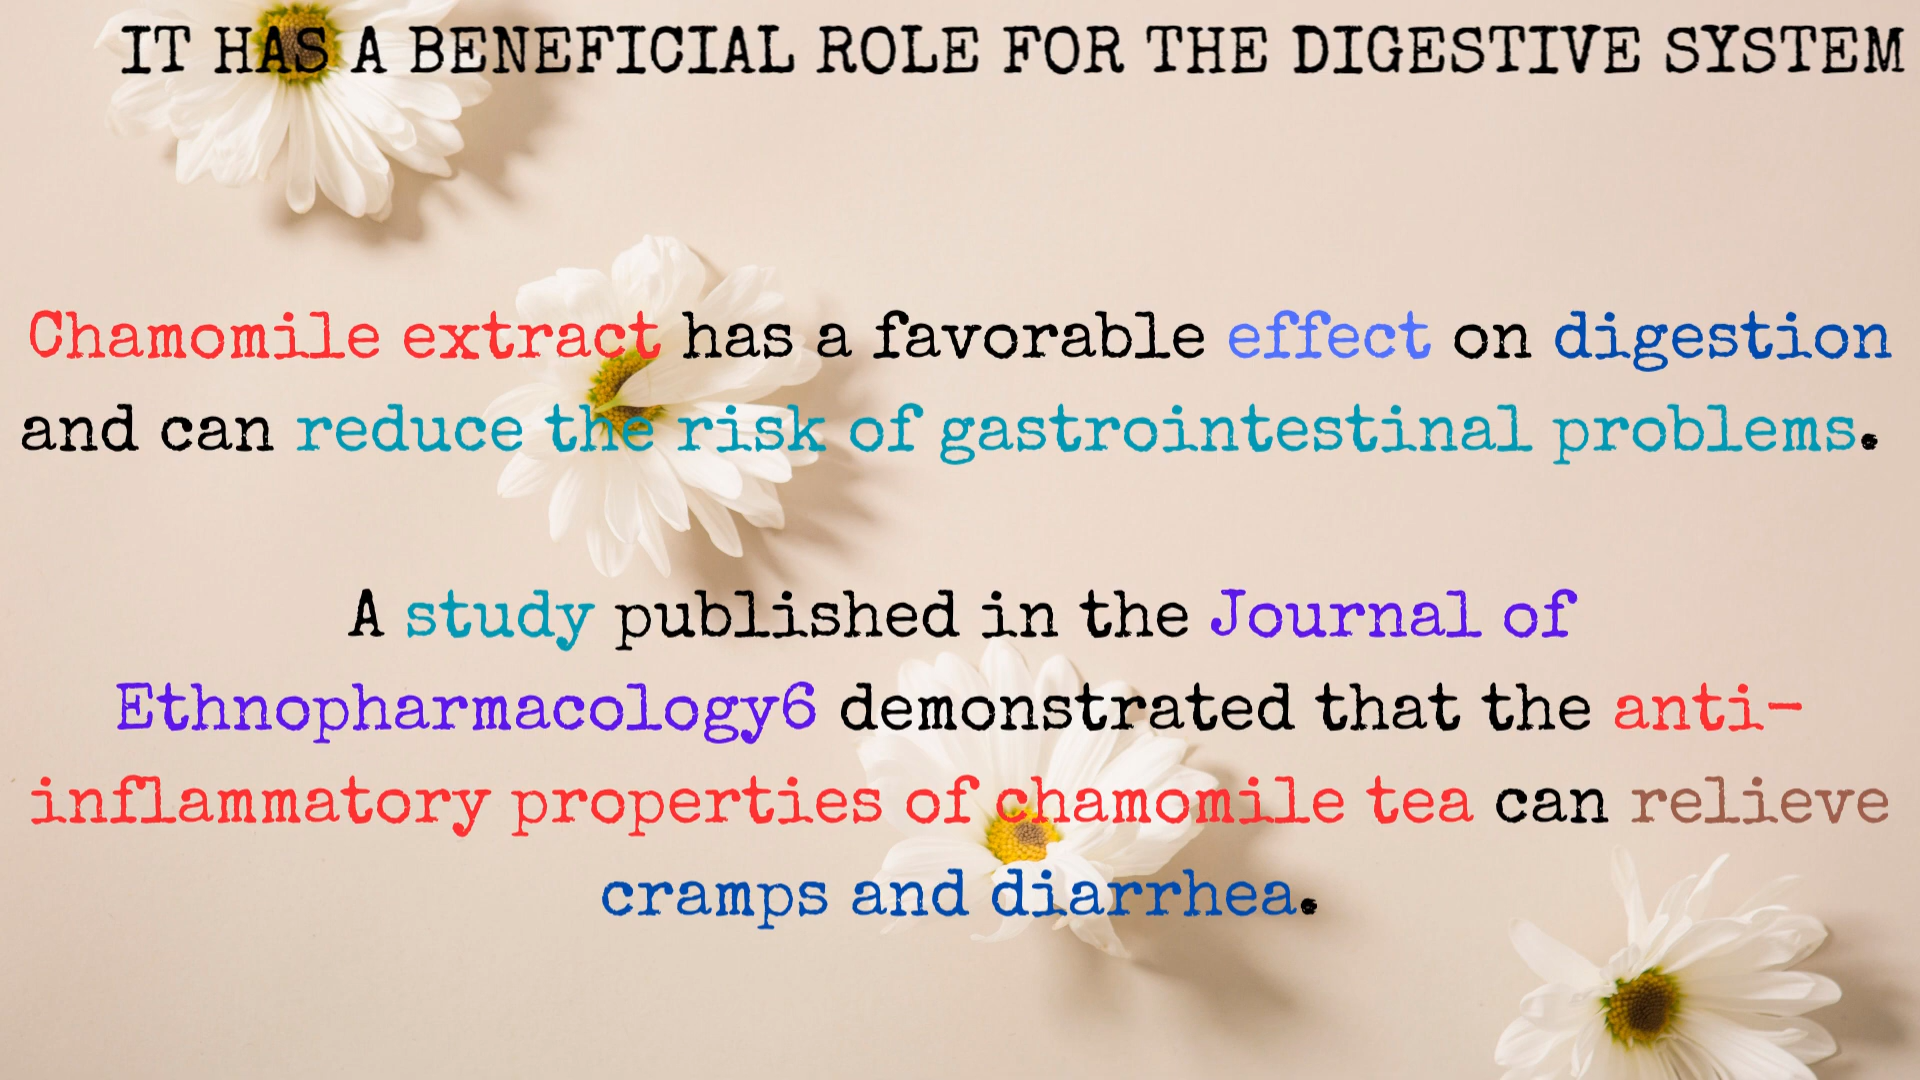 IT HAS A BENEFICIAL ROLE FOR THE DIGESTIVE SYSTEM
Chamomile extract has a favorable effect on digestion
and can reduce the risk of gastrointestinal problems.
A study published in the Journal of
Ethnopharmacology6 demonstrated that the anti-
inflammatory properties of chamomile tea can relieve
cramps and diarrhea.